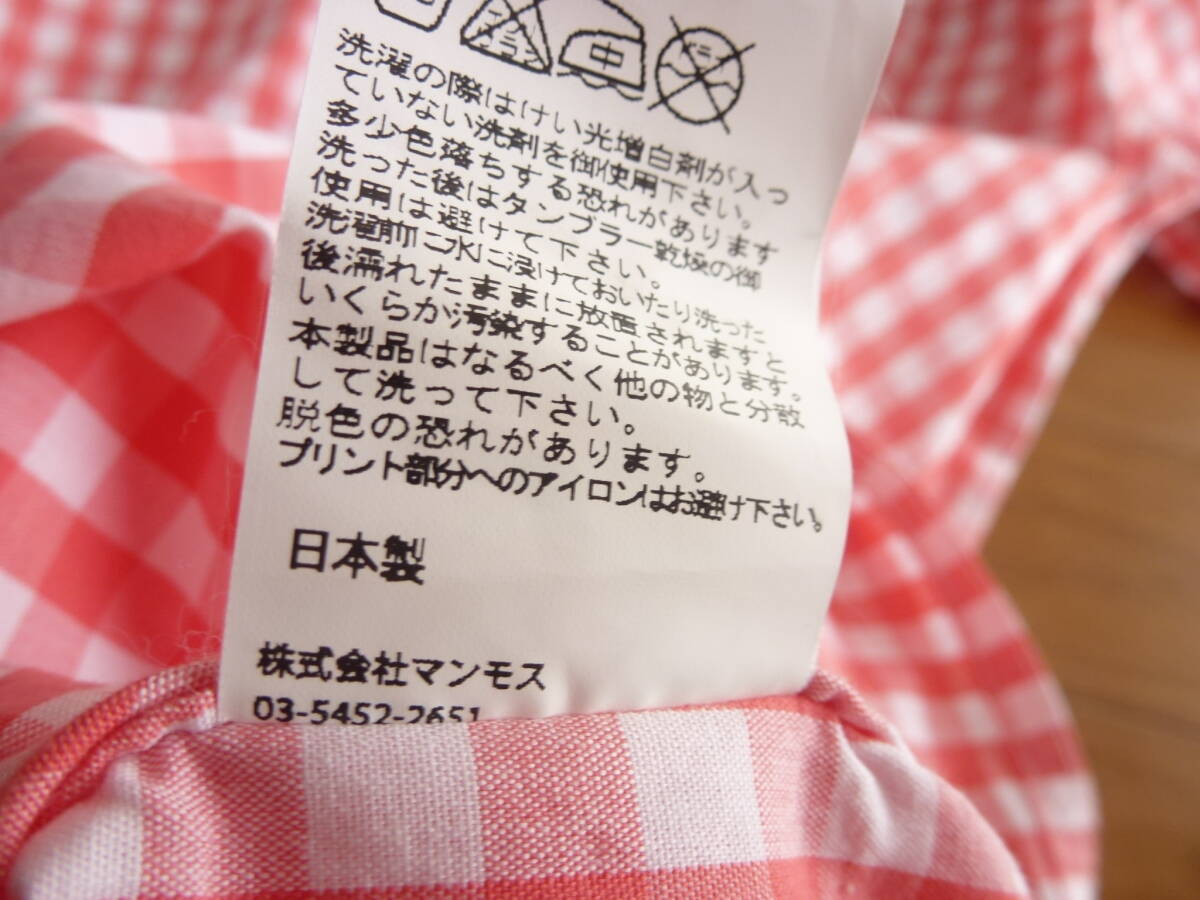 中
洗濯の際はけい光増白剤が入っ
ていない洗剤を御使用下さい。
多少色落ちする恐れがあります
洗った後はタンブラー乾燥の御
使用は避けて下さい。
洗濯前に水に浸けておいたり洗った
後濡れたままに放置されますと
いくらか汚染することがあります。
本製品はなるべく他の物と分散
して洗って下さい。
脱色の恐れがあります。
プリント部分へのアイロンはお避け下さい。
日本製
株式会社マンモス
03-5452-2651